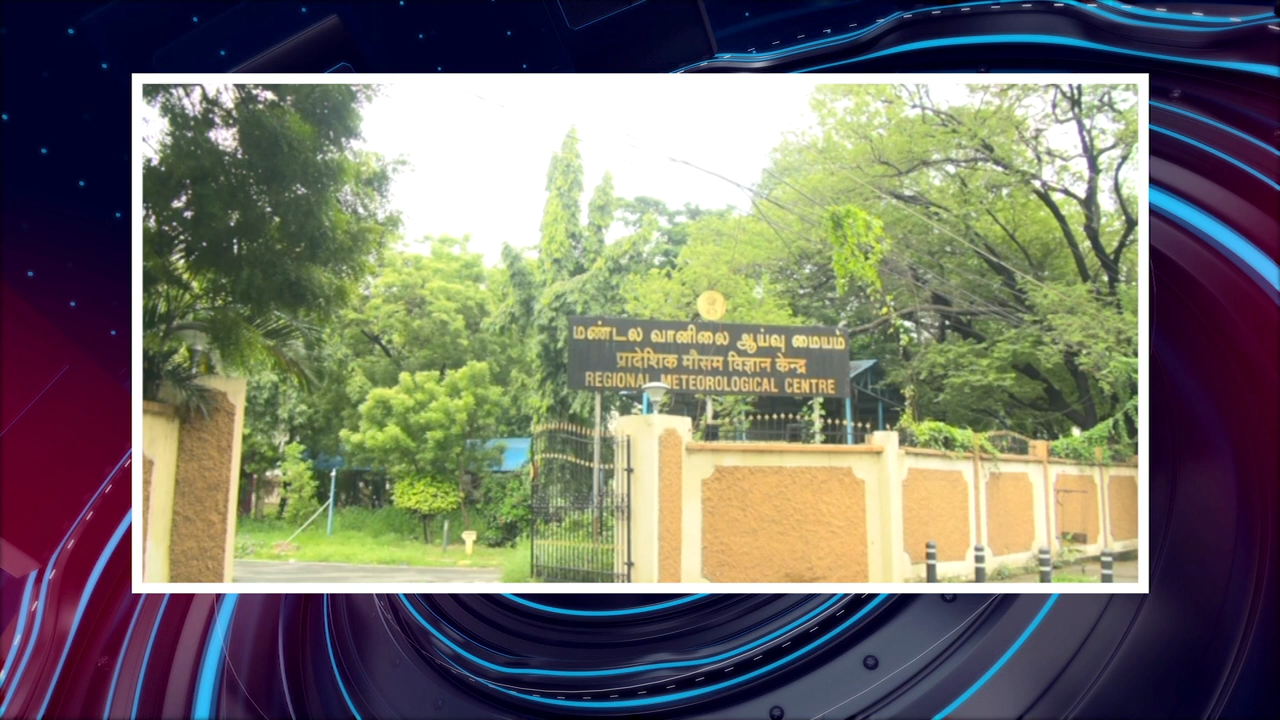 மண்டல வானிலை ஆய்வு மையம்
प्रादेशिक मौसम विज्ञान केन्द्र
REGIONAL METEOROLOGICAL CENTRE